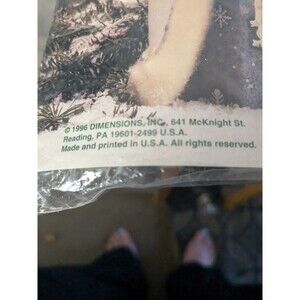 © 1996 DIMENSIONS, INC., 641 McKnight St.
Reading, PA 19601-2499 U.S.A.
Made and printed in U.S.A. All rights reserved.